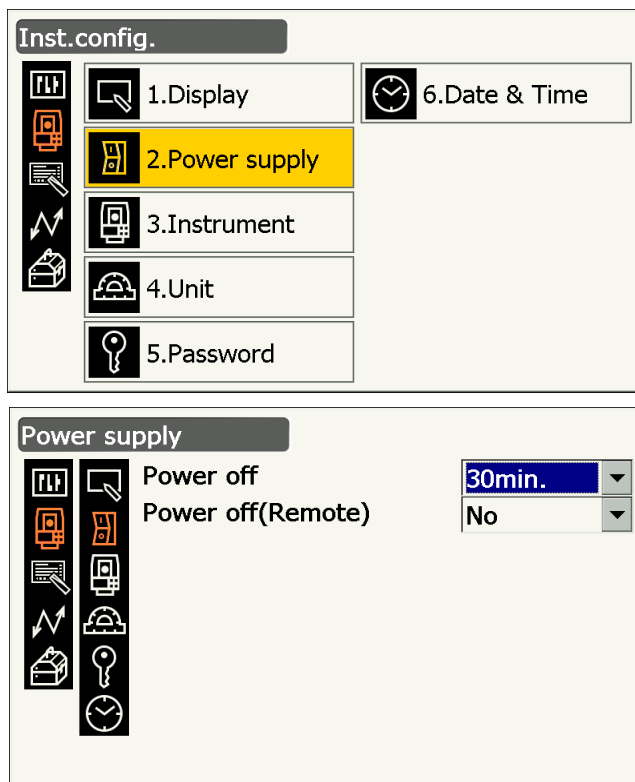 Inst.config.
1.Display
6.Date & Time
2.Power supply
3.Instrument
4.Unit
5.Password
Power supply
Power off 30min.
Power off(Remote) No